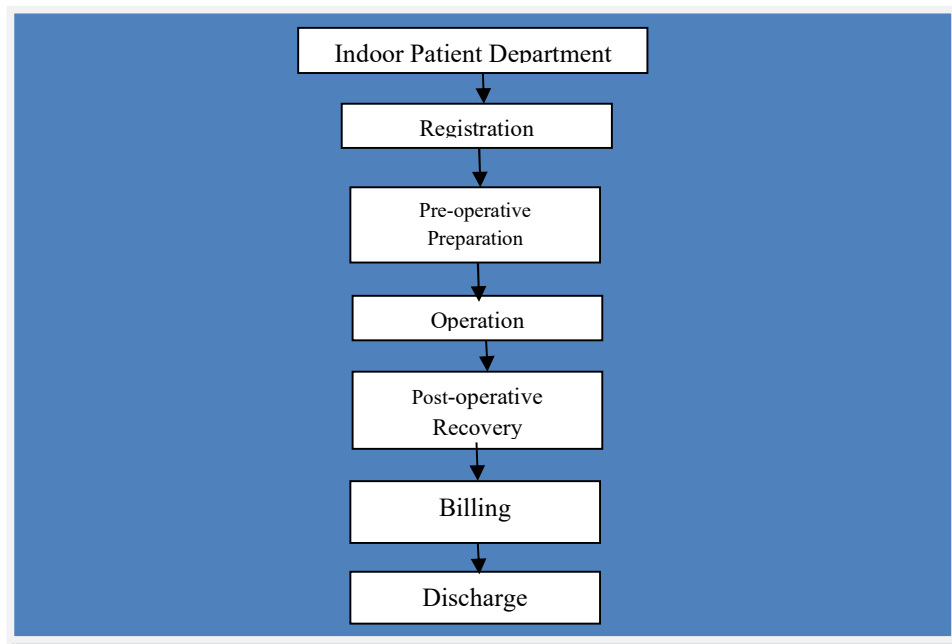 Indoor Patient Department
Registration
Pre-operative
Preparation
Operation
Post-operative
Recovery
Billing
Discharge